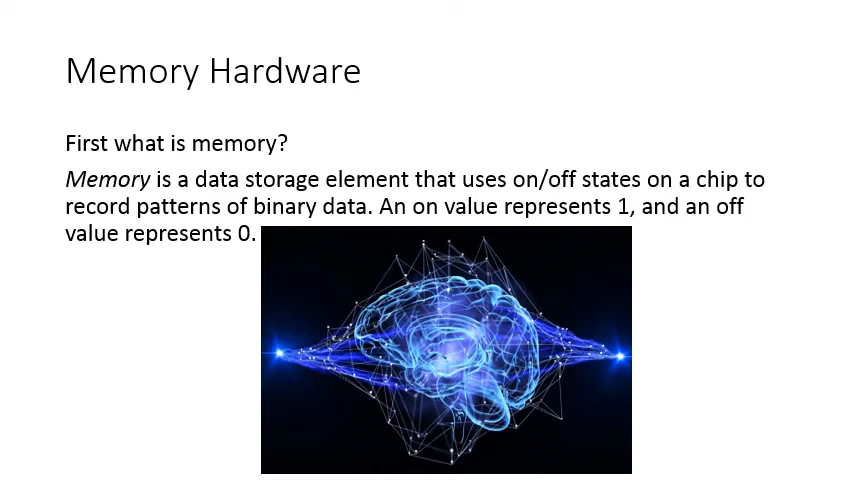 Memory Hardware
First what is memory?
Memory is a data storage element that uses on/off states on a chip to
record patterns of binary data. An on value represents 1, and an off
value represents 0.